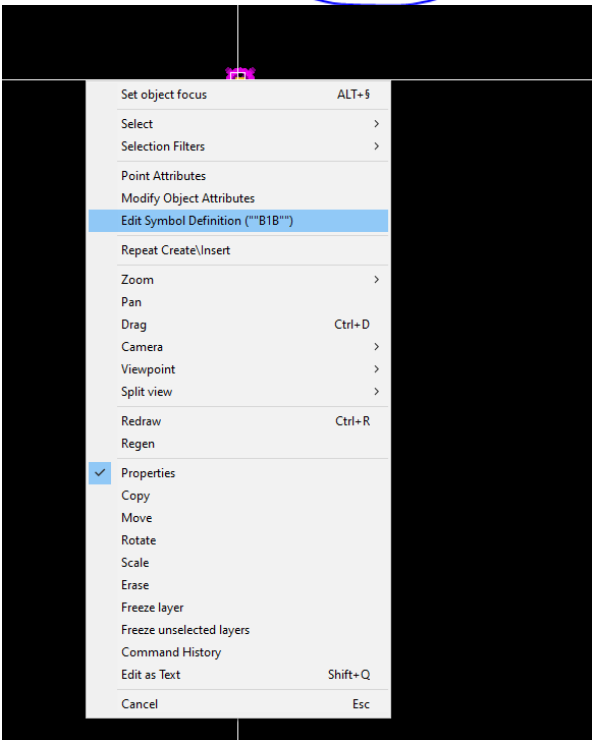 Set object focus ALT+§
Select
Selection Filters
Point Attributes
Modify Object Attributes
Edit Symbol Definition (""B1B"")
Repeat Create\Insert
Zoom
Pan
Drag Ctrl+D
Camera
Viewpoint
Split view
Redraw Ctrl+R
Regen
Properties
Copy
Move
Rotate
Scale
Erase
Freeze layer
Freeze unselected layers
Command History
Edit as Text Shift+Q
Cancel Esc